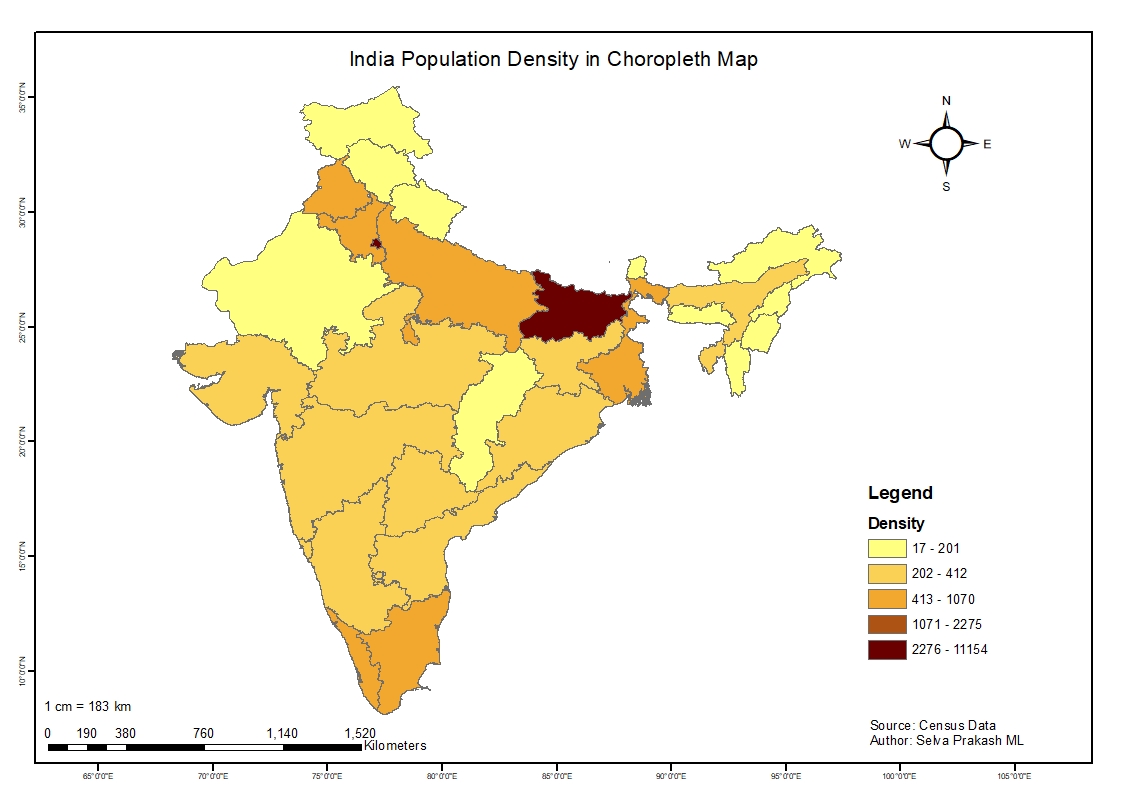 India Population Density in Choropleth Map
N
W E
S
35°0'0"N
30°0'0"N
25°0'0"N
20°0'0"N
15°0'0"N
10°0'0"N
Legend
Density
17 - 201
202 - 412
413 - 1070
1071 - 2275
2276 - 11154
1 cm = 183 km
0 190 380 760 1,140 1,520
Kilometers
Source: Census Data
Author: Selva Prakash ML
65°0'0"E 70°0'0"E 75°0'0"E 80°0'0"E 85°0'0"E 90°0'0"E 95°0'0"E 100°0'0"E 105°0'0"E